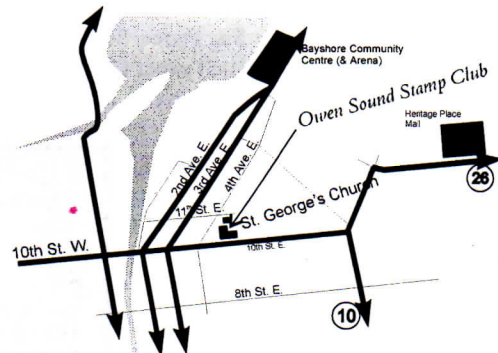 Bayshore Community
Centre (& Arena)
Owen Sound Stamp Club
Heritage Place
Mall
2nd Ave. E.
3rd Ave. E.
4th Ave. E.
26
11th St. E.
St. George's Church
10th St. W.
10th St. E.
8th St. E.
10